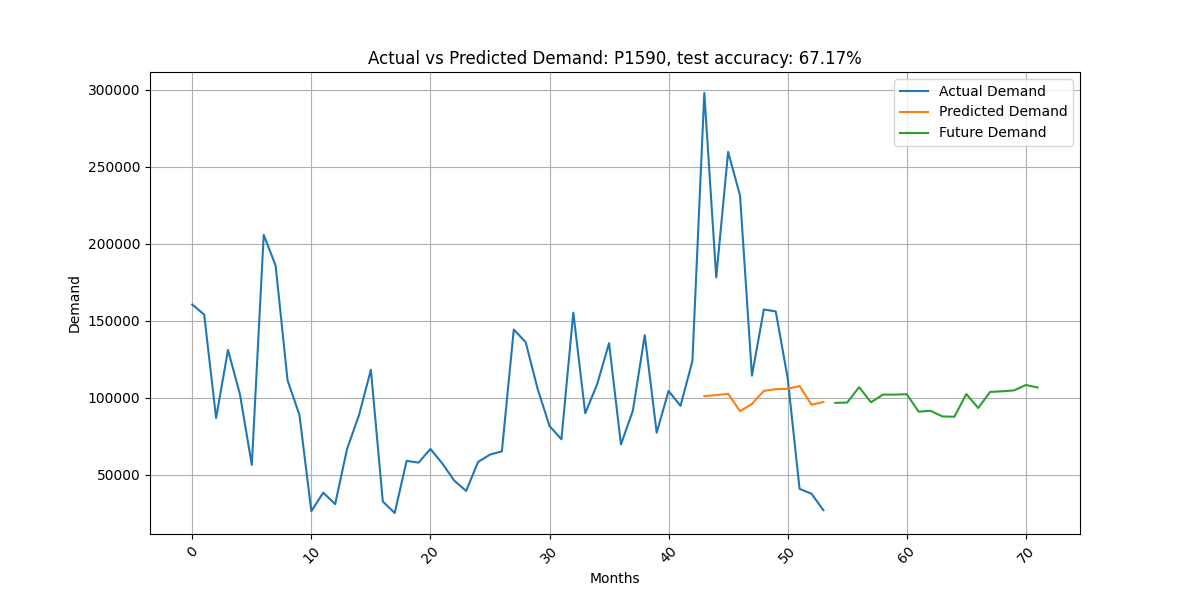 Actual vs Predicted Demand: P1590, test accuracy: 67.17%
300000
250000
200000
150000
100000
50000
Demand
Actual Demand
Predicted Demand
Future Demand
0
10
20
30
40
50
60
70
Months